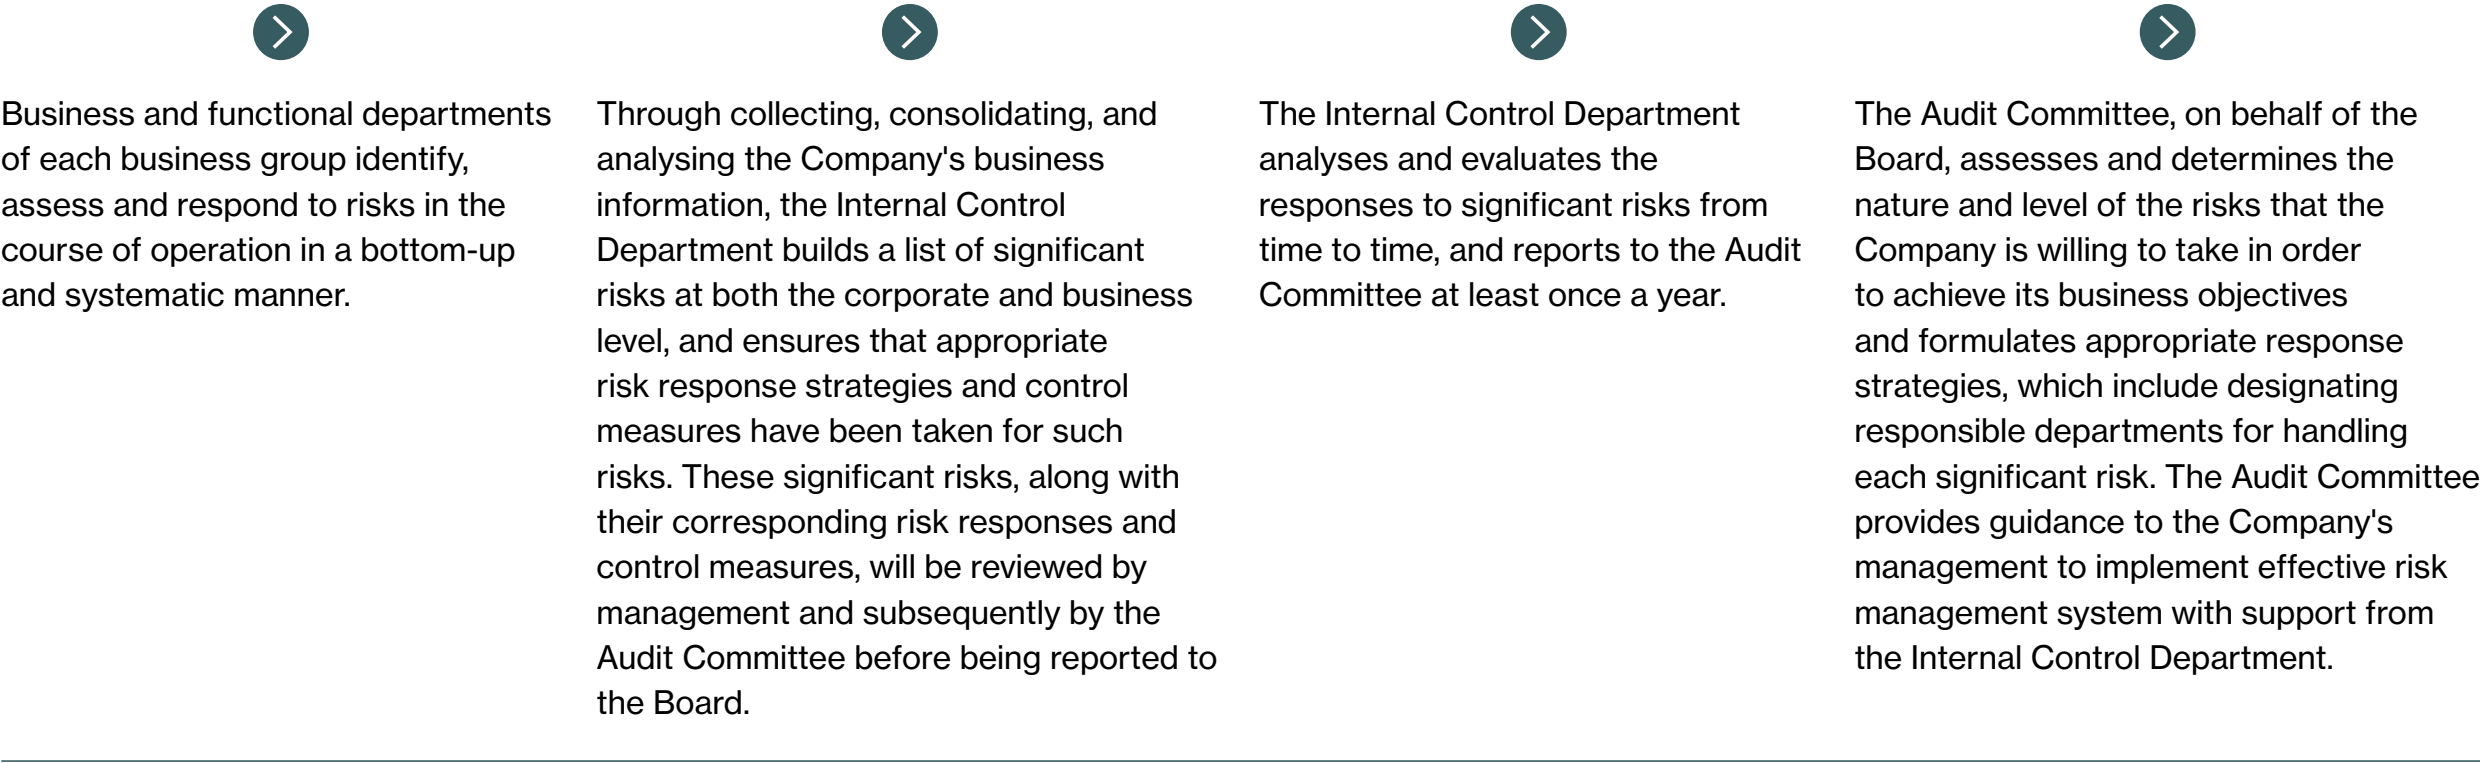 Business and functional departments
of each business group identify,
assess and respond to risks in the
course of operation in a bottom-up
and systematic manner.
Through collecting, consolidating, and
analysing the Company's business
information, the Internal Control
Department builds a list of significant
risks at both the corporate and business
level, and ensures that appropriate
risk response strategies and control
measures have been taken for such
risks. These significant risks, along with
their corresponding risk responses and
control measures, will be reviewed by
management and subsequently by the
Audit Committee before being reported to
the Board.
The Internal Control Department
analyses and evaluates the
responses to significant risks from
time to time, and reports to the Audit
Committee at least once a year.
The Audit Committee, on behalf of the
Board, assesses and determines the
nature and level of the risks that the
Company is willing to take in order
to achieve its business objectives
and formulates appropriate response
strategies, which include designating
responsible departments for handling
each significant risk. The Audit Committee
provides guidance to the Company's
management to implement effective risk
management system with support from
the Internal Control Department.